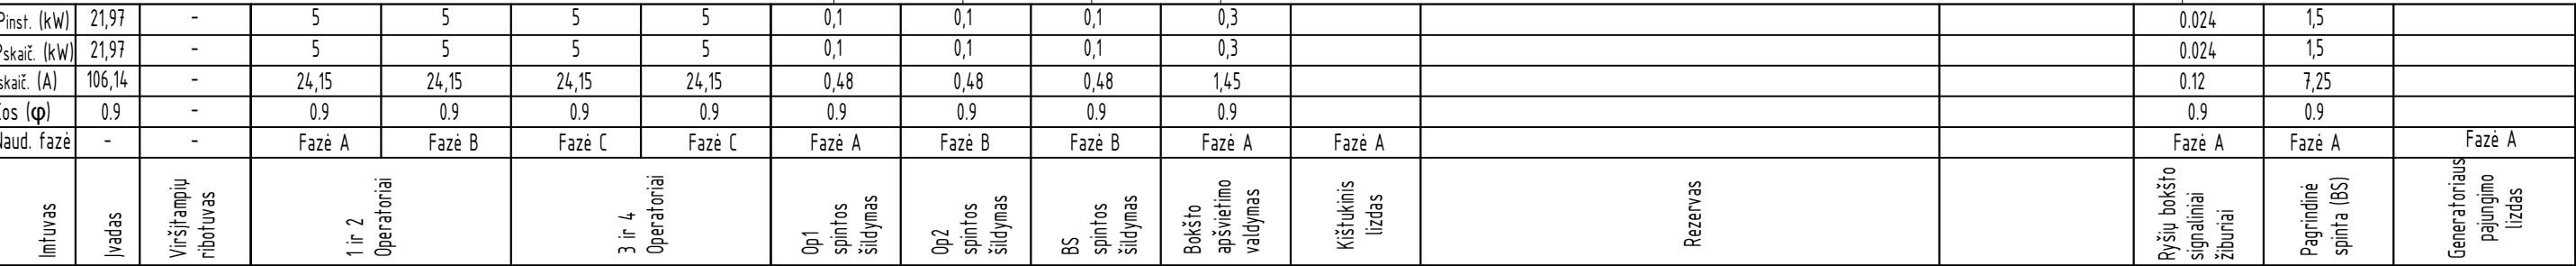 Pinst. (kW) 21,97 - 5 5 5 5 0,1 0,1 0,1 0,3 0.024 1,5
Pskaič. (kW) 21,97 - 5 5 5 5 0,1 0,1 0,1 0,3 0.024 1,5
skaič. (A) 106,14 - 24,15 24,15 24,15 24,15 0,48 0,48 0,48 1,45 0.12 7,25
Cos (φ) 0.9 - 0.9 0.9 0.9 0.9 0.9 0.9 0.9 0.9 0.9 0.9
Naud. fazė - - Fazė A Fazė B Fazė C Fazė C Fazė A Fazė B Fazė B Fazė A Fazė A Fazė A Fazė A Fazė A
Imtuvas
Įvadas
Viršįtampių
ribotuvas
1 ir 2
Operatoriai
3 ir 4
Operatoriai
Op1
spintos
šildymas
Op2
spintos
šildymas
BS
spintos
šildymas
Bokšto
apšvietimo
valdymas
Kištukinis
lizdas
Rezervas
Ryšių bokšto
signaliniai
žiburiai
Pagrindinė
spinta (BS)
Generatoriaus
pajungimo
lizdas